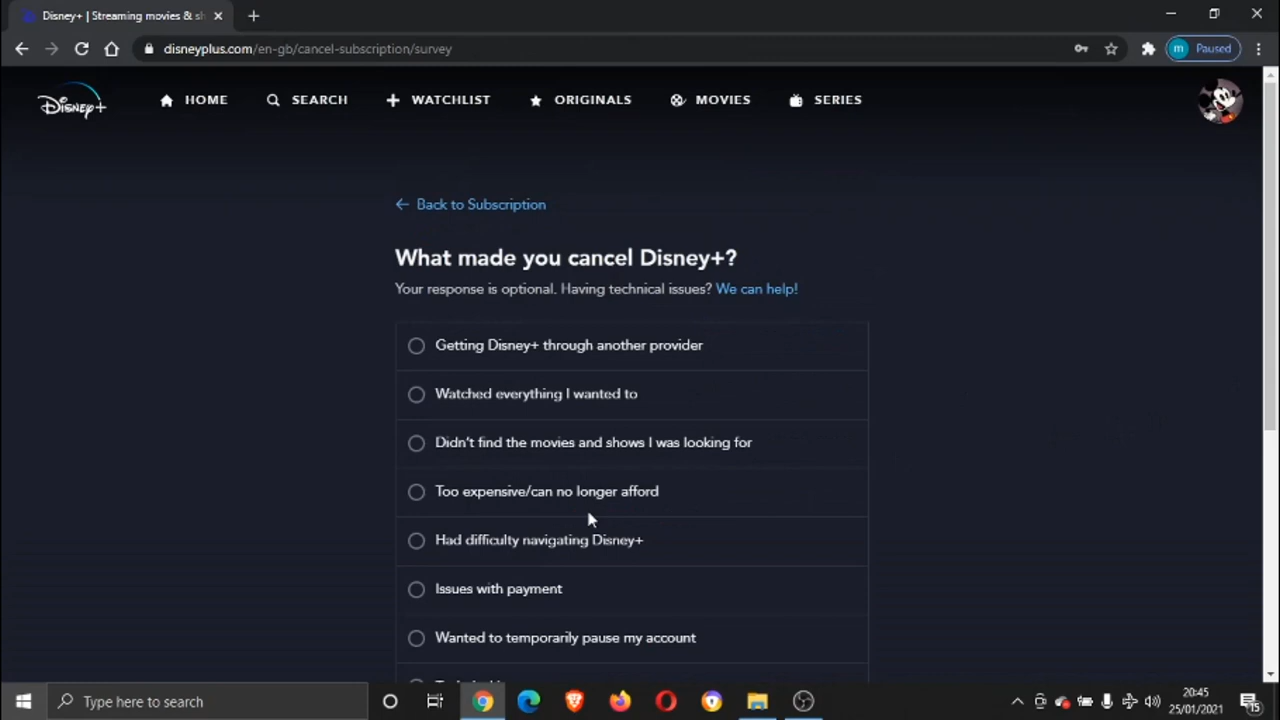 Disney+ | Streaming movies & sh
disneyplus.com/en-gb/cancel-subscription/survey
m Paused
Disney+
HOME
SEARCH
WATCHLIST
ORIGINALS
MOVIES
SERIES
Back to Subscription
What made you cancel Disney+?
Your response is optional. Having technical issues? We can help!
Getting Disney+ through another provider
Watched everything I wanted to
Didn't find the movies and shows I was looking for
Too expensive/can no longer afford
Had difficulty navigating Disney+
Issues with payment
Wanted to temporarily pause my account
Type here to search
20:45
25/01/2021
15